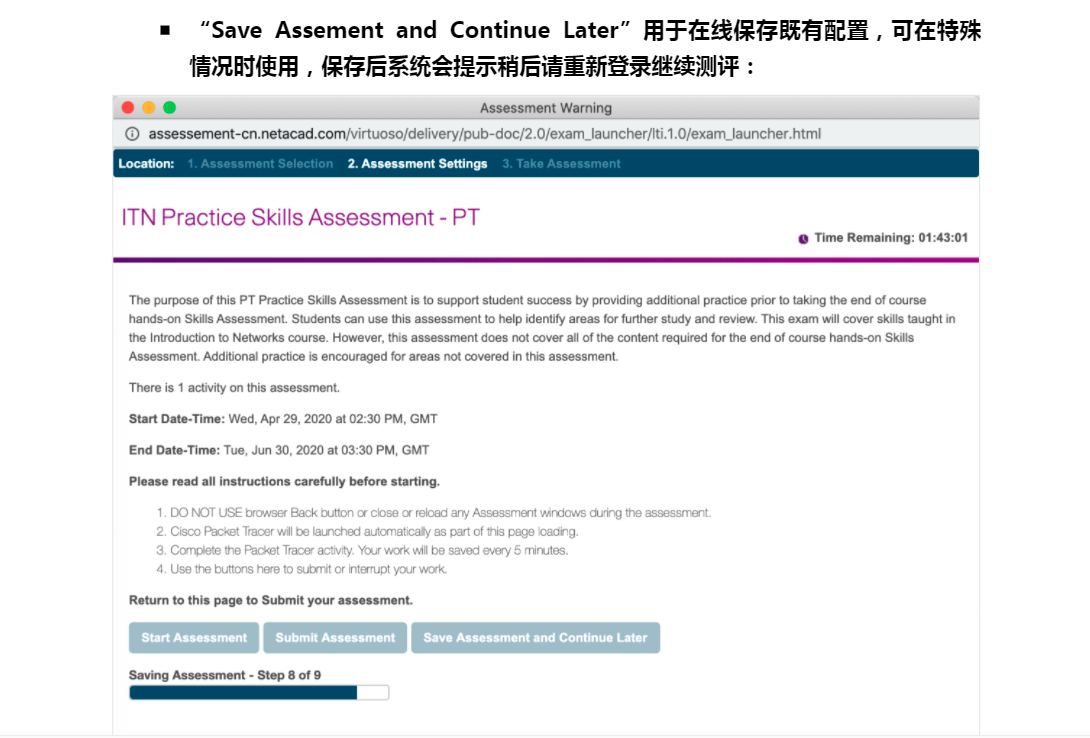 ▪ “Save Assement and Continue Later”用于在线保存既有配置，可在特殊
情况时使用，保存后系统会提示稍后请重新登录继续测评：
Assessment Warning
assessement-cn.netacad.com/virtuoso/delivery/pub-doc/2.0/exam_launcher/lti.1.0/exam_launcher.html
Location: 1. Assessment Selection 2. Assessment Settings 3. Take Assessment
ITN Practice Skills Assessment - PT
Time Remaining: 01:43:01
The purpose of this PT Practice Skills Assessment is to support student success by providing additional practice prior to taking the end of course
hands-on Skills Assessment. Students can use this assessment to help identify areas for further study and review. This exam will cover skills taught in
the Introduction to Networks course. However, this assessment does not cover all of the content required for the end of course hands-on Skills
Assessment. Additional practice is encouraged for areas not covered in this assessment.
There is 1 activity on this assessment.
Start Date-Time: Wed, Apr 29, 2020 at 02:30 PM, GMT
End Date-Time: Tue, Jun 30, 2020 at 03:30 PM, GMT
Please read all instructions carefully before starting.
1. DO NOT USE browser Back button or close or reload any Assessment windows during the assessment.
2. Cisco Packet Tracer will be launched automatically as part of this page loading.
3. Complete the Packet Tracer activity. Your work will be saved every 5 minutes.
4. Use the buttons here to submit or interrupt your work.
Return to this page to Submit your assessment.
Start Assessment Submit Assessment Save Assessment and Continue Later
Saving Assessment - Step 8 of 9